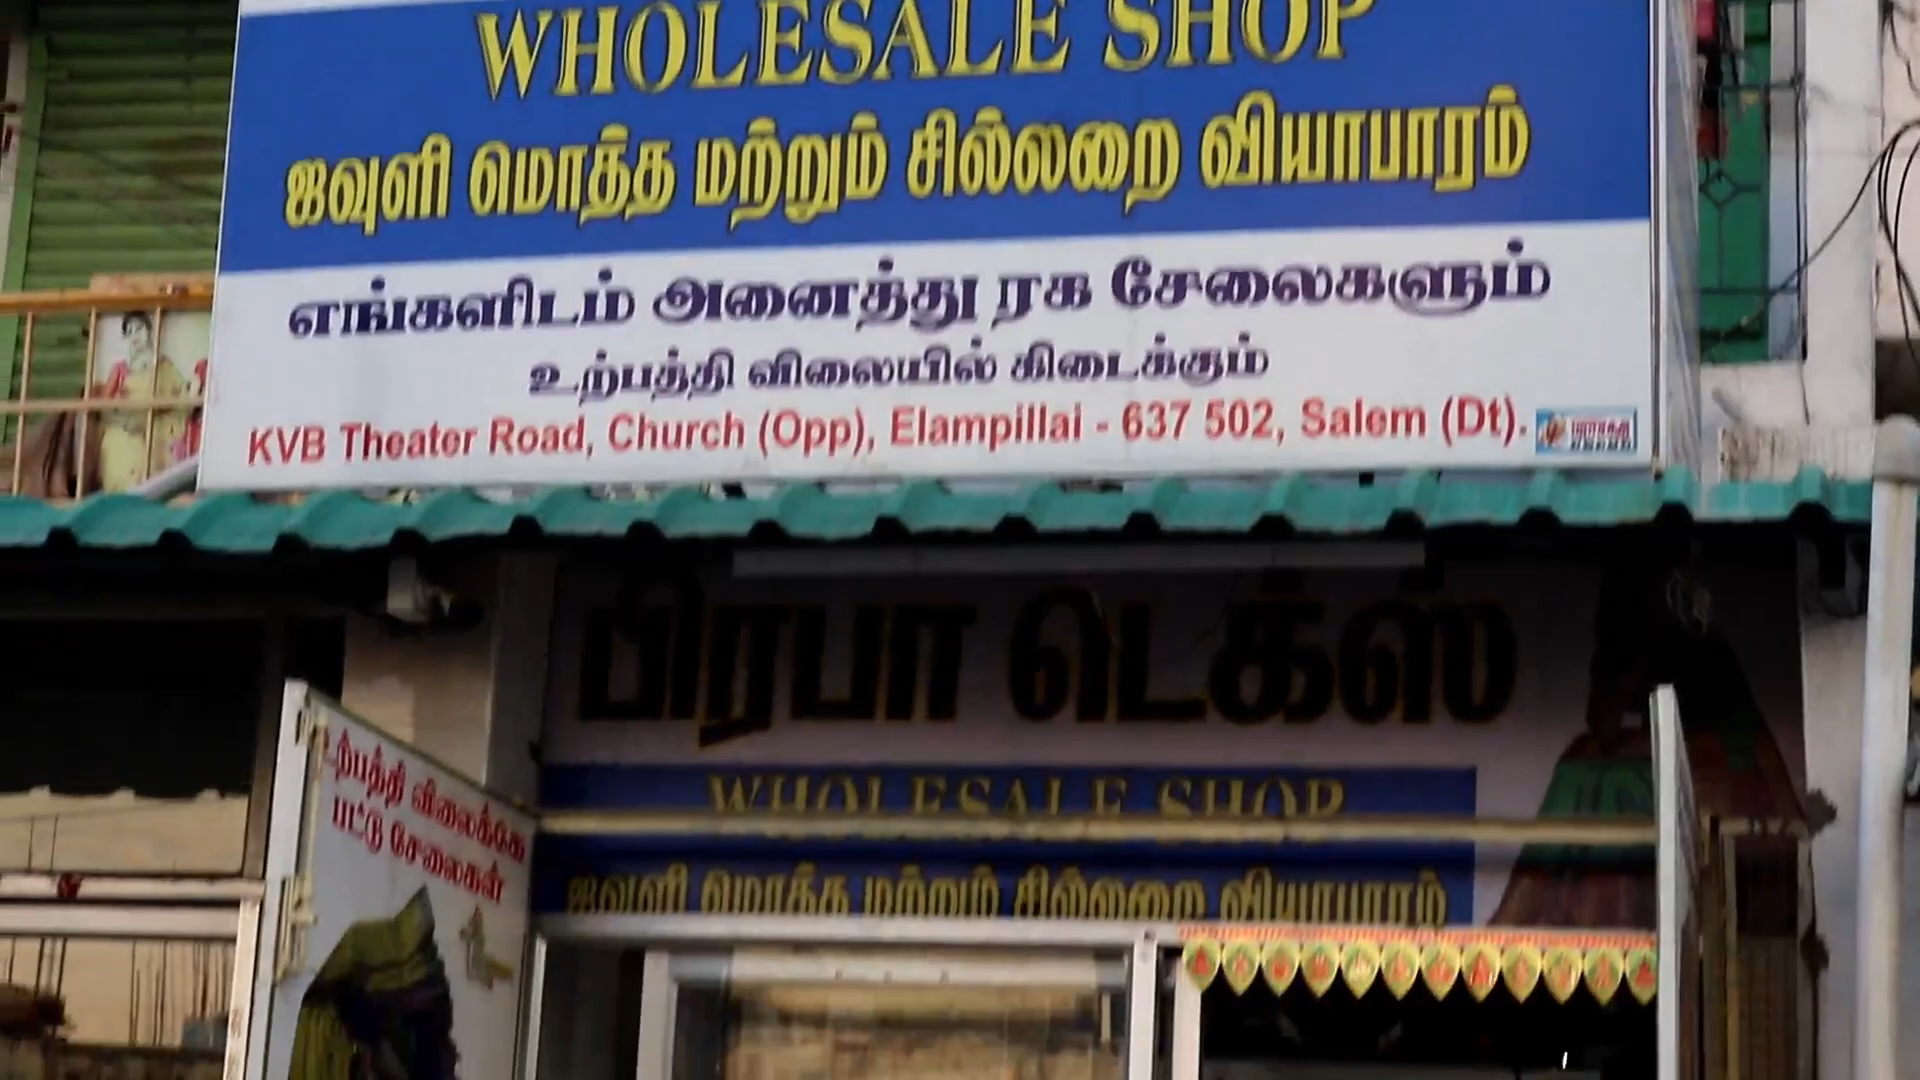 WHOLESALE SHOP
ஜவுளி மொத்த மற்றும் சில்லறை வியாபாரம்
எங்களிடம் அனைத்து ரக சேலைகளும்
உற்பத்தி விலையில் கிடைக்கும்
KVB Theater Road, Church (Opp), Elampillai - 637 502, Salem (Dt).
பிரபா டெக்ஸ்
WHOLESALE SHOP
ஜவுளி மொத்த மற்றும் சில்லறை வியாபாரம்
உற்பத்தி விலைக்கே
பட்டு சேலைகள்